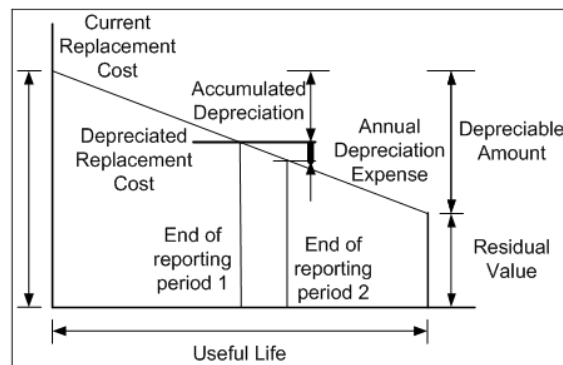 Current
Replacement
Cost
Accumulated
Depreciation
Depreciated
Replacement
Cost
Annual
Depreciation
Expense
Depreciable
Amount
End of
reporting
period 1
End of
reporting
period 2
Residual
Value
Useful Life